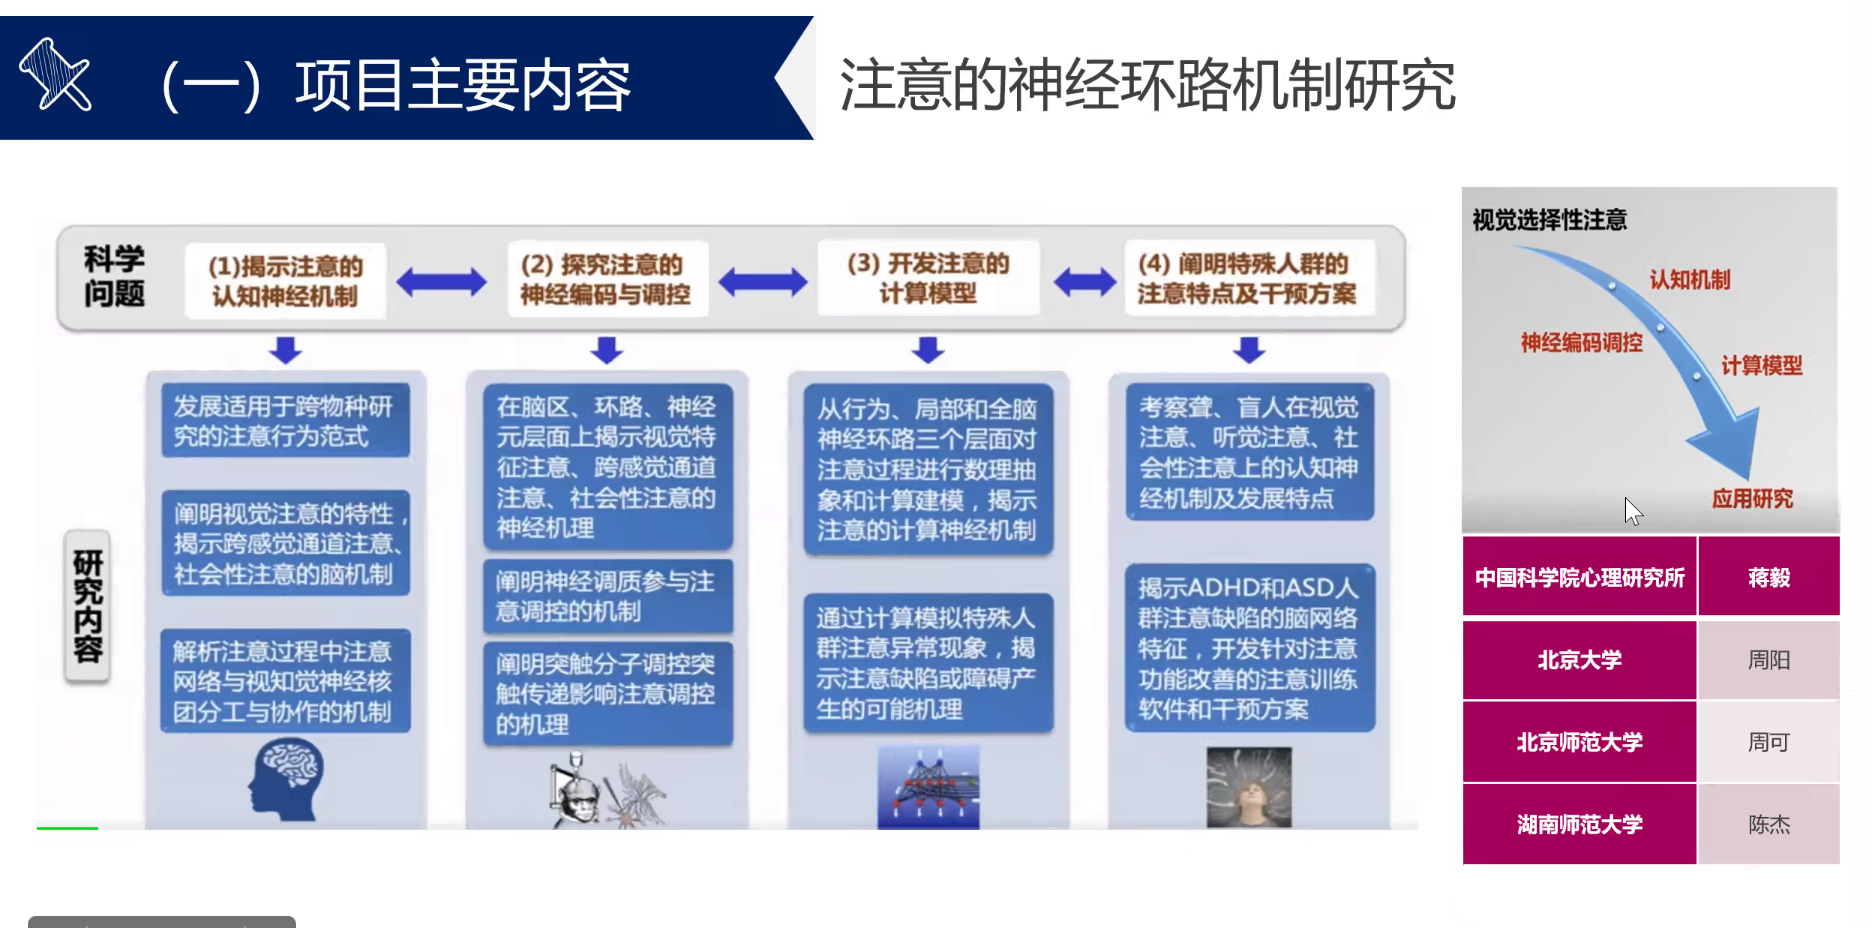 （一）项目主要内容
注意的神经环路机制研究
科学
问题
(1)揭示注意的
认知神经机制
(2) 探究注意的
神经编码与调控
(3) 开发注意的
计算模型
(4) 阐明特殊人群的
注意特点及干预方案
研究内容
发展适用于跨物种研
究的注意行为范式
阐明视觉注意的特性，
揭示跨感觉通道注意、
社会性注意的脑机制
解析注意过程中注意
网络与视知觉神经核
团分工与协作的机制
在脑区、环路、神经
元层面上揭示视觉特
征注意、跨感觉通道
注意、社会性注意的
神经机理
阐明神经调质参与注
意调控的机制
阐明突触分子调控突
触传递影响注意调控
的机理
从行为、局部和全脑
神经环路三个层面对
注意过程进行数理抽
象和计算建模，揭示
注意的计算神经机制
通过计算模拟特殊人
群注意异常现象，揭
示注意缺陷或障碍产
生的可能机理
考察聋、盲人在视觉
注意、听觉注意、社
会性注意上的认知神
经机制及发展特点
揭示ADHD和ASD人
群注意缺陷的脑网络
特征，开发针对注意
功能改善的注意训练
软件和干预方案
视觉选择性注意
认知机制
神经编码调控
计算模型
应用研究
中国科学院心理研究所 蒋毅
北京大学 周阳
北京师范大学 周可
湖南师范大学 陈杰